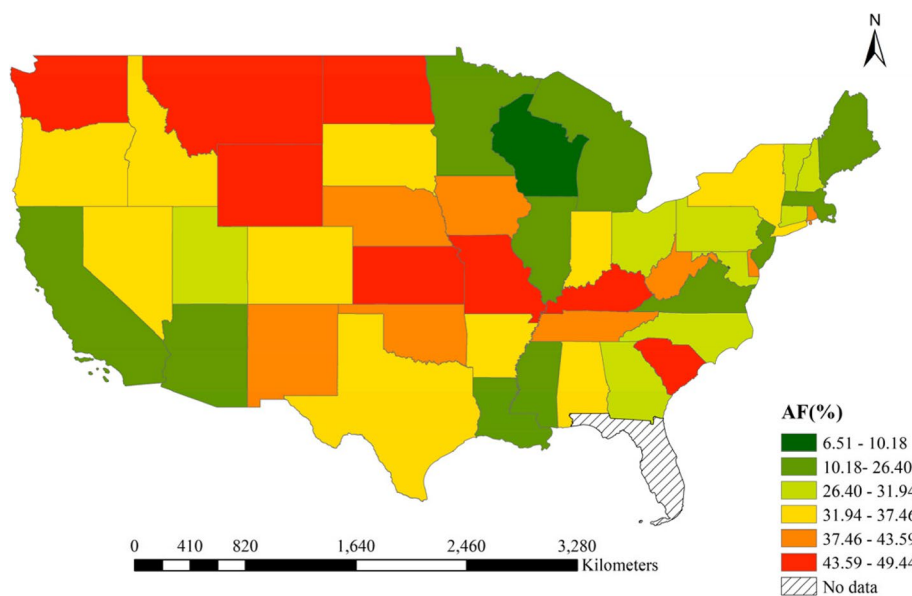 N
AF(%)
6.51 - 10.18
10.18- 26.40
26.40 - 31.94
31.94 - 37.46
37.46 - 43.59
43.59 - 49.44
No data
0 410 820 1,640 2,460 3,280
Kilometers